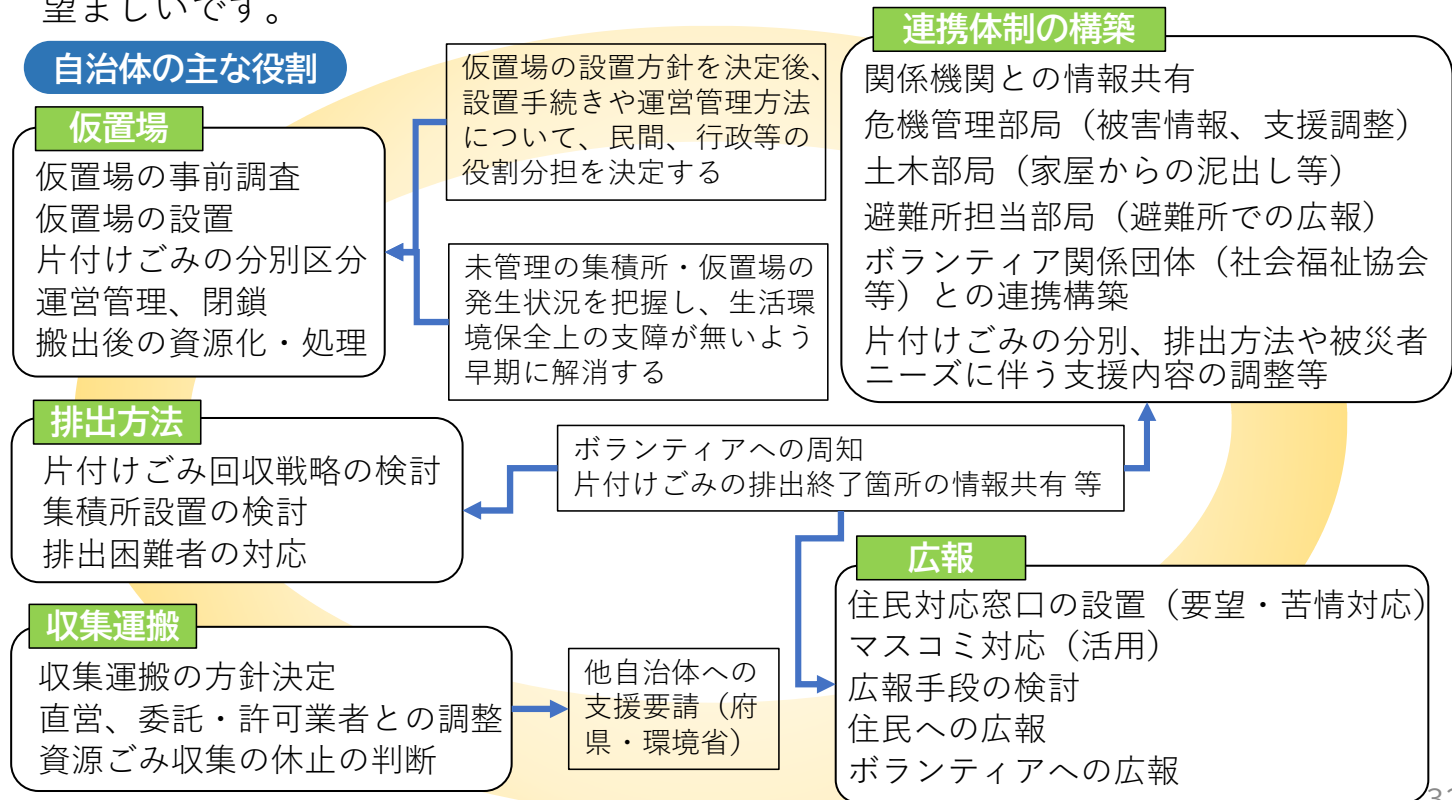 望ましいです。
自治体の主な役割
仮置場
仮置場の事前調査
仮置場の設置
片付けごみの分別区分
運営管理、閉鎖
搬出後の資源化・処理
仮置場の設置方針を決定後、
設置手続きや運営管理方法
について、民間、行政等の
役割分担を決定する
未管理の集積所・仮置場の
発生状況を把握し、生活環
境保全上の支障が無いよう
早期に解消する
連携体制の構築
関係機関との情報共有
危機管理部局（被害情報、支援調整）
土木部局（家屋からの泥出し等）
避難所担当部局（避難所での広報）
ボランティア関係団体（社会福祉協会
等）との連携構築
片付けごみの分別、排出方法や被災者
ニーズに伴う支援内容の調整等
排出方法
片付けごみ回収戦略の検討
集積所設置の検討
排出困難者の対応
ボランティアへの周知
片付けごみの排出終了箇所の情報共有 等
収集運搬
収集運搬の方針決定
直営、委託・許可業者との調整
資源ごみ収集の休止の判断
他自治体への
支援要請（府
県・環境省）
広報
住民対応窓口の設置（要望・苦情対応）
マスコミ対応（活用）
広報手段の検討
住民への広報
ボランティアへの広報